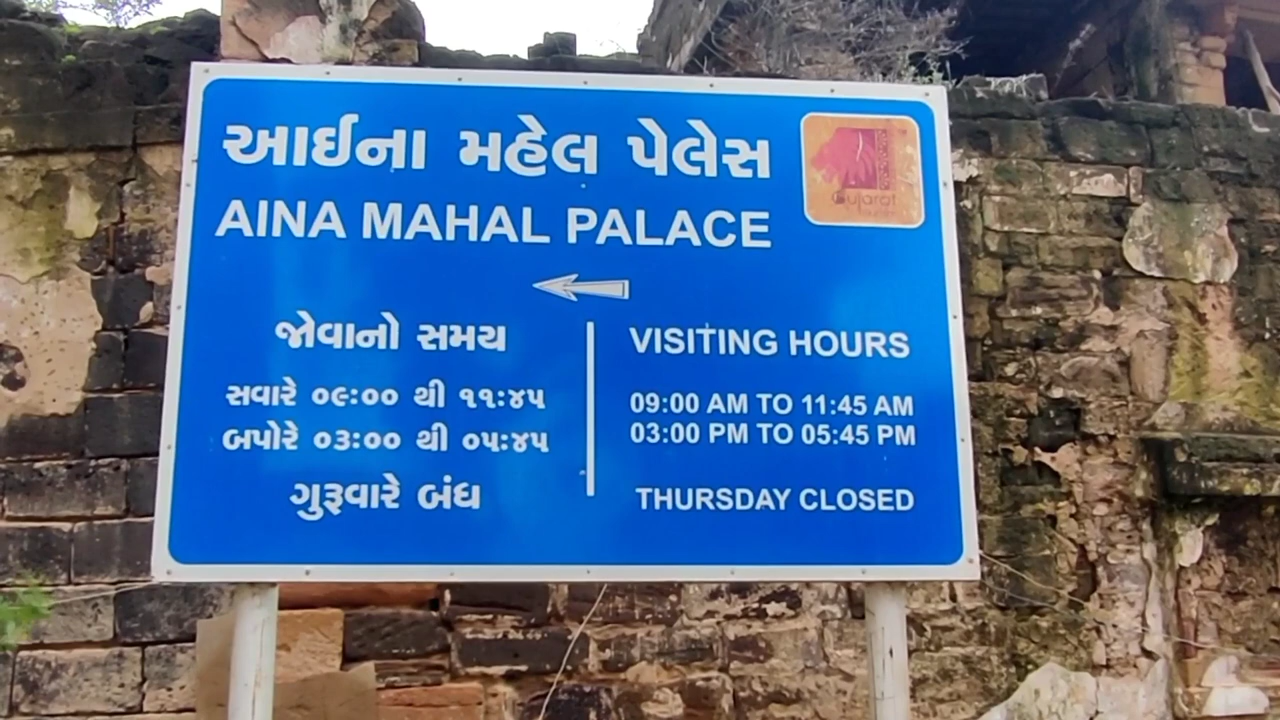 આઈના મહેલ પેલેસ
AINA MAHAL PALACE
Gujarat
જોવાનો સમય
સવારે ૦૯:૦૦ થી ૧૧:૪૫
બપોરે ૦૩:૦૦ થી ૦૫:૪૫
ગુરૂવારે બંધ
VISITING HOURS
09:00 AM TO 11:45 AM
03:00 PM TO 05:45 PM
THURSDAY CLOSED